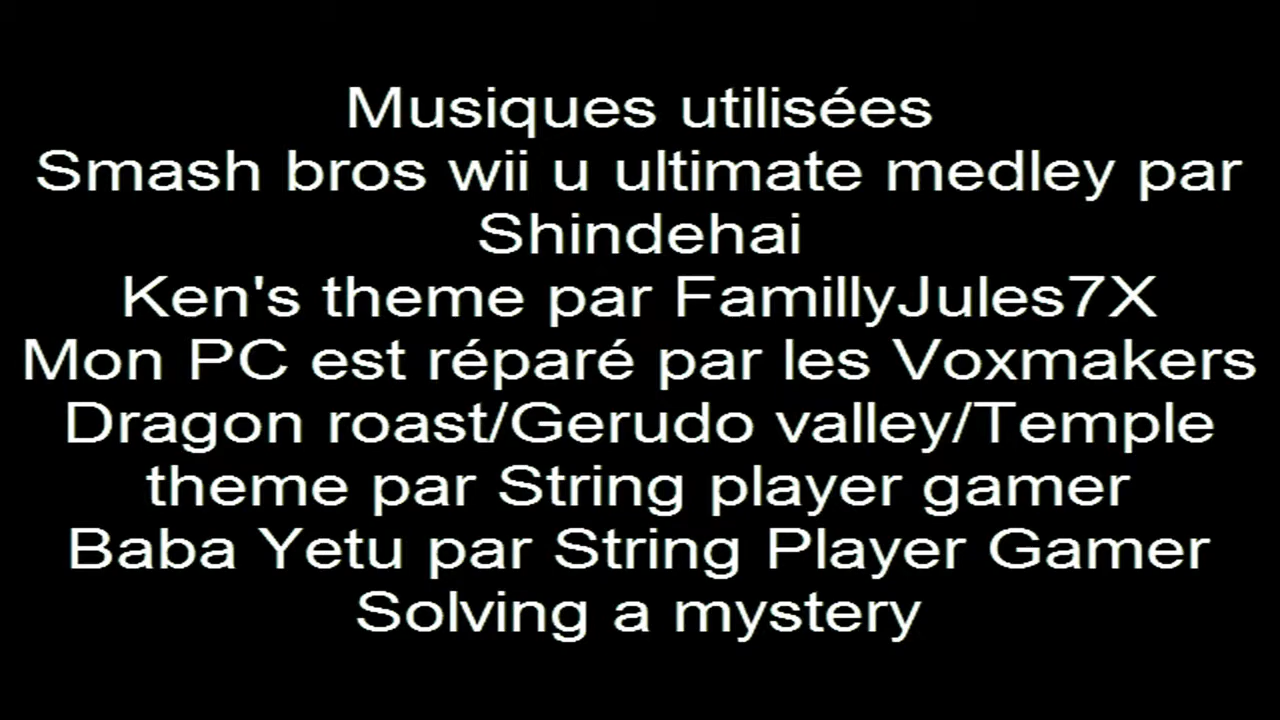 Musiques utilisées
Smash bros wii u ultimate medley par
Shindehai
Ken's theme par FamillyJules7X
Mon PC est réparé par les Voxmakers
Dragon roast/Gerudo valley/Temple
theme par String player gamer
Baba Yetu par String Player Gamer
Solving a mystery